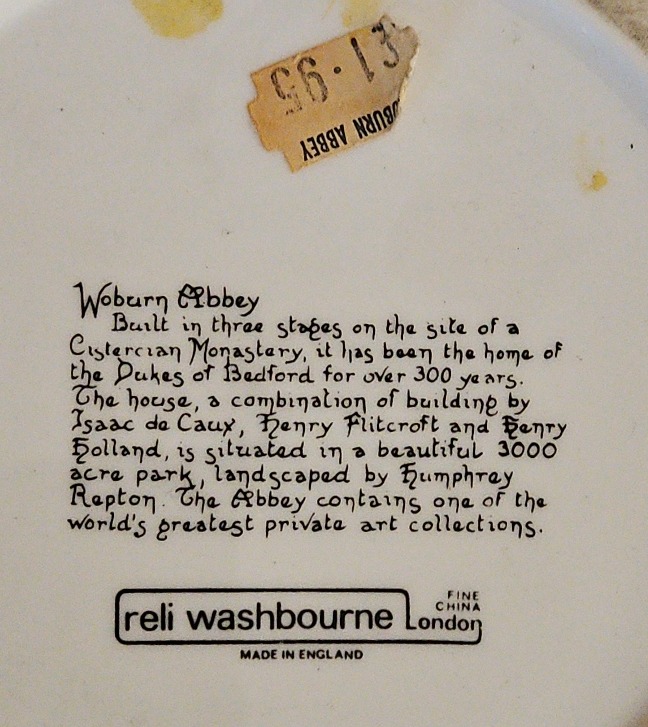 £1.95
BURN ABBEY
Woburn Abbey
Built in three stages on the site of a
Cistercian Monastery, it has been the home of
the Dukes of Bedford for over 300 years.
The house, a combination of building by
Isaac de Caux, Henry Flitcroft and Henry
Holland, is situated in a beautiful 3000
acre park, landscaped by Humphrey
Repton. The Abbey contains one of the
world's greatest private art collections.
reli washbourne London
FINE
CHINA
MADE IN ENGLAND